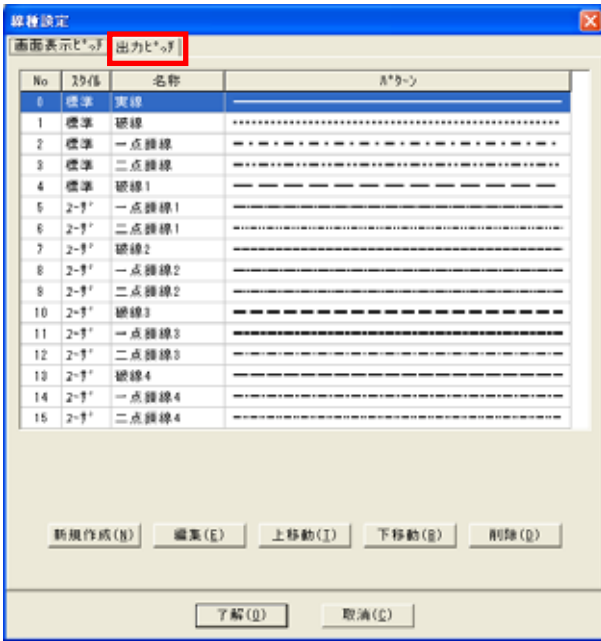 線種設定
画面表示ﾋﾟｯﾁ 出力ﾋﾟｯﾁ
No ｽﾀｲﾙ 名称 ﾊﾟﾀｰﾝ
0 標準 実線
1 標準 破線
2 標準 一点鎖線
3 標準 二点鎖線
4 標準 破線1
5 ﾕｰｻﾞ 一点鎖線1
6 ﾕｰｻﾞ 二点鎖線1
7 ﾕｰｻﾞ 破線2
8 ﾕｰｻﾞ 一点鎖線2
9 ﾕｰｻﾞ 二点鎖線2
10 ﾕｰｻﾞ 破線3
11 ﾕｰｻﾞ 一点鎖線3
12 ﾕｰｻﾞ 二点鎖線3
13 ﾕｰｻﾞ 破線4
14 ﾕｰｻﾞ 一点鎖線4
15 ﾕｰｻﾞ 二点鎖線4
新規作成(N) 編集(E) 上移動(T) 下移動(B) 削除(D)
了解(O) 取消(C)